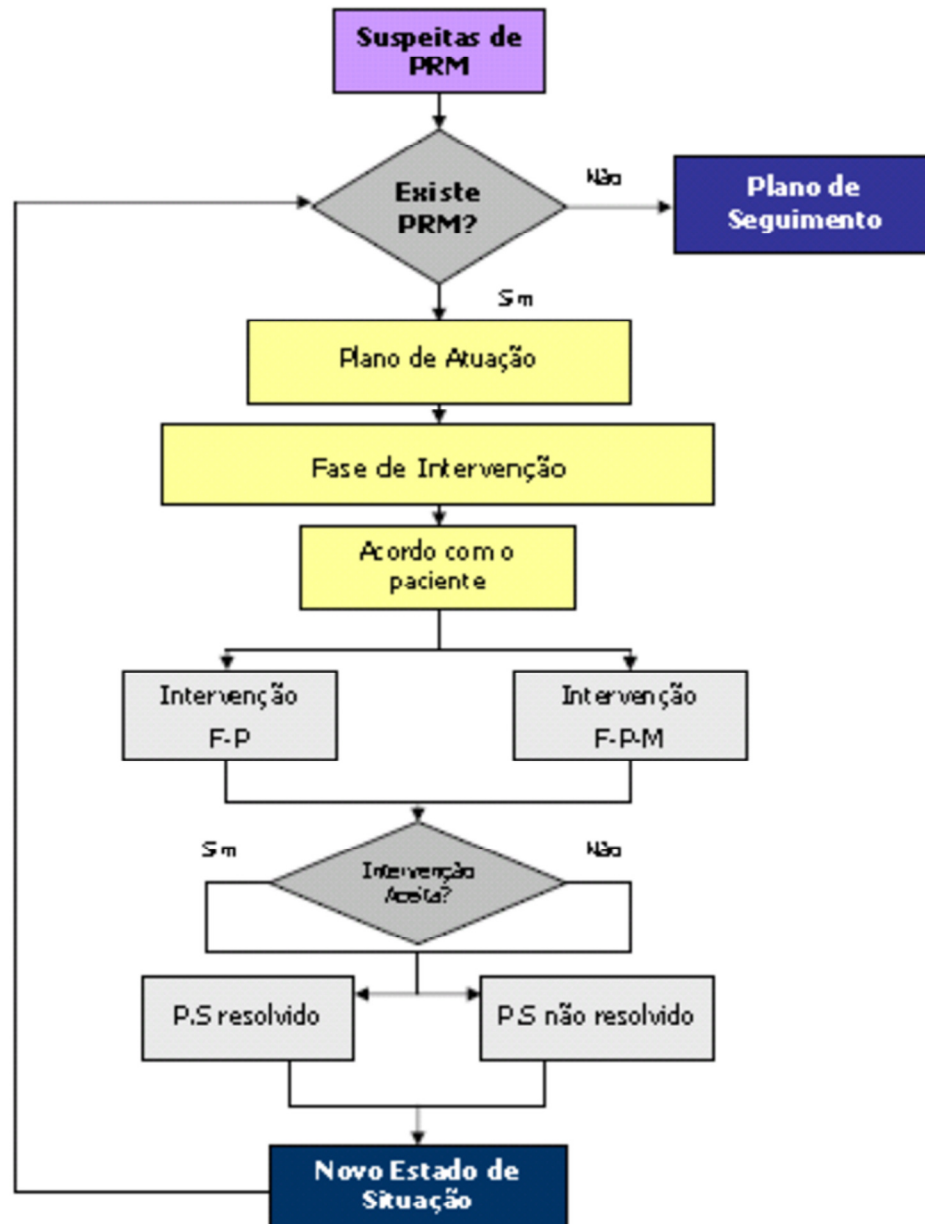 Suspeitas de
PRM
Existe
PRM?
Não
Plano de
Seguimento
Sim
Plano de Atuação
Fase de Intervenção
Acordo com o
paciente
Intervenção
F-P
Intervenção
F-P-M
Sim
Não
Intervenção
Aceita?
P.S resolvido
P.S não resolvido
Novo Estado de
Situação